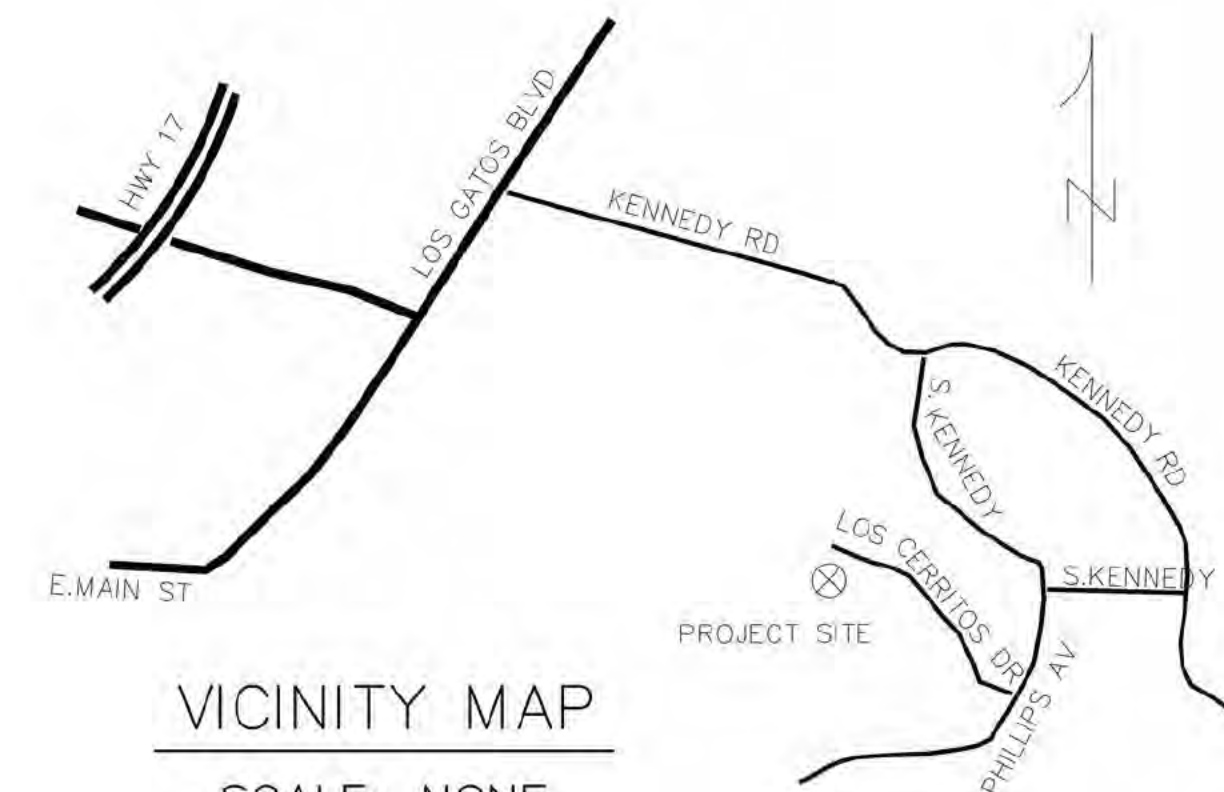 HWY 17
LOS GATOS BLVD
KENNEDY RD
N
KENNEDY RD
S. KENNEDY
LOS CERRITOS DR
S.KENNEDY
E.MAIN ST
PROJECT SITE
PHILLIPS AV
VICINITY MAP
SCALE: NONE